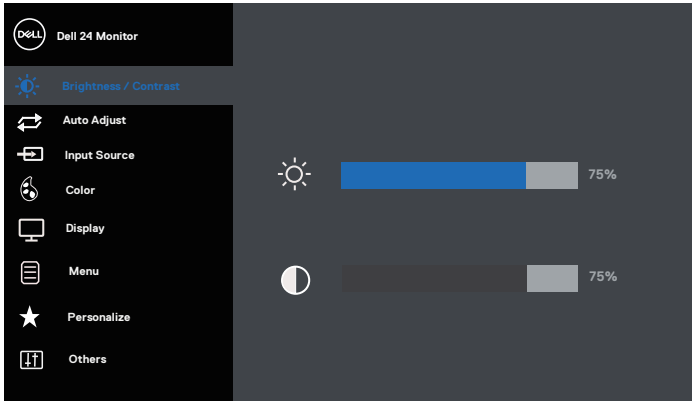 DELL
Dell 24 Monitor
Brightness / Contrast
Auto Adjust
Input Source
Color
Display
Menu
Personalize
Others
75%
75%